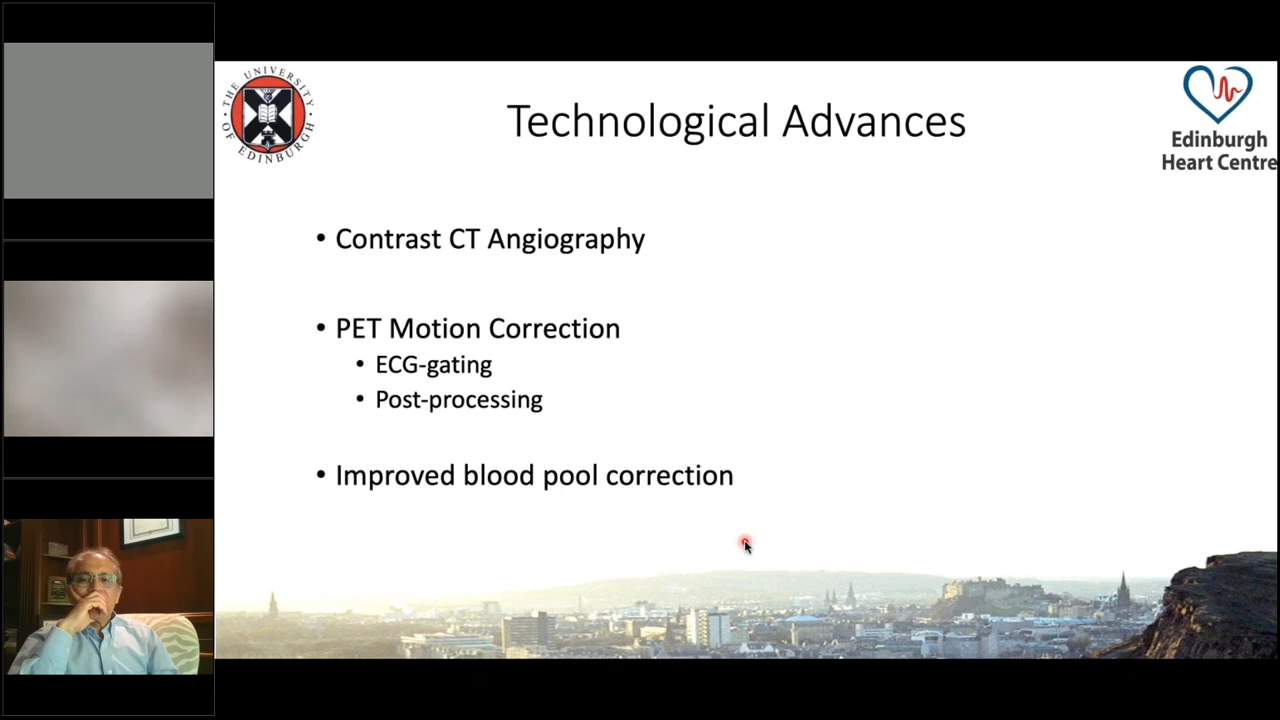 THE UNIVERSITY OF EDINBURGH
Technological Advances
Edinburgh
Heart Centre
• Contrast CT Angiography
• PET Motion Correction
• ECG-gating
• Post-processing
• Improved blood pool correction